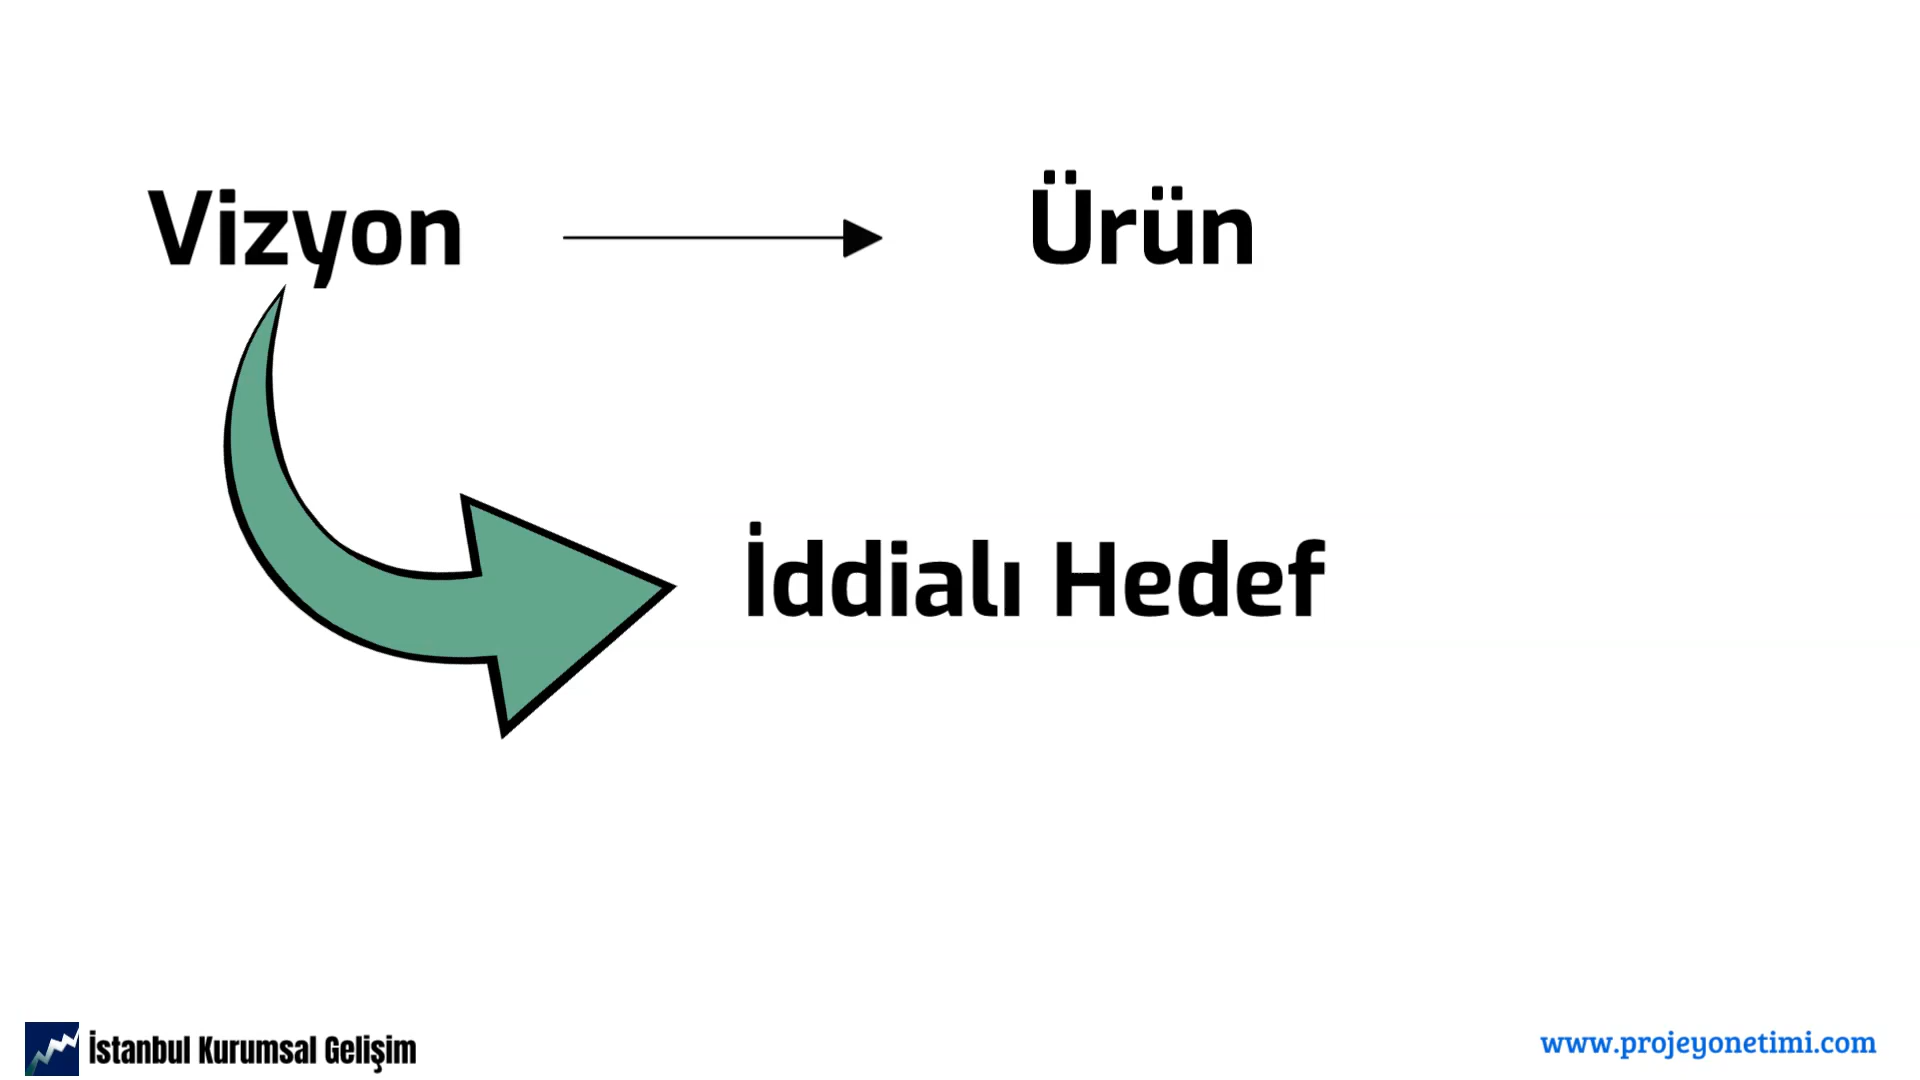 Vizyon
Ürün
İddialı Hedef
İstanbul Kurumsal Gelişim
www.projeyonetimi.com